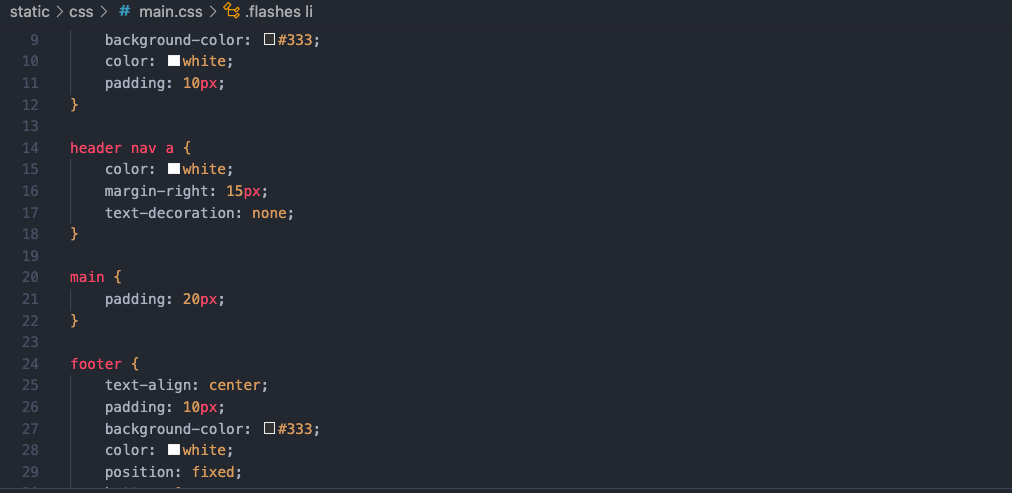 static > css > # main.css > .flashes li
9 background-color: #333;
10 color: white;
11 padding: 10px;
12 }
13
14 header nav a {
15 color: white;
16 margin-right: 15px;
17 text-decoration: none;
18 }
19
20 main {
21 padding: 20px;
22 }
23
24 footer {
25 text-align: center;
26 padding: 10px;
27 background-color: #333;
28 color: white;
29 position: fixed;